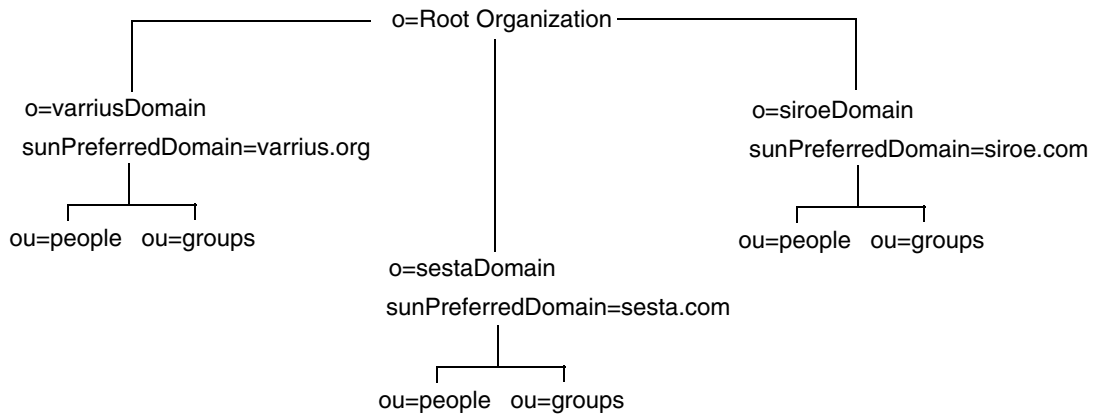 o=Root Organization
o=varriusDomain
sunPreferredDomain=varrius.org
ou=people
ou=groups
o=sestaDomain
sunPreferredDomain=sesta.com
ou=people
ou=groups
o=siroeDomain
sunPreferredDomain=siroe.com
ou=people
ou=groups